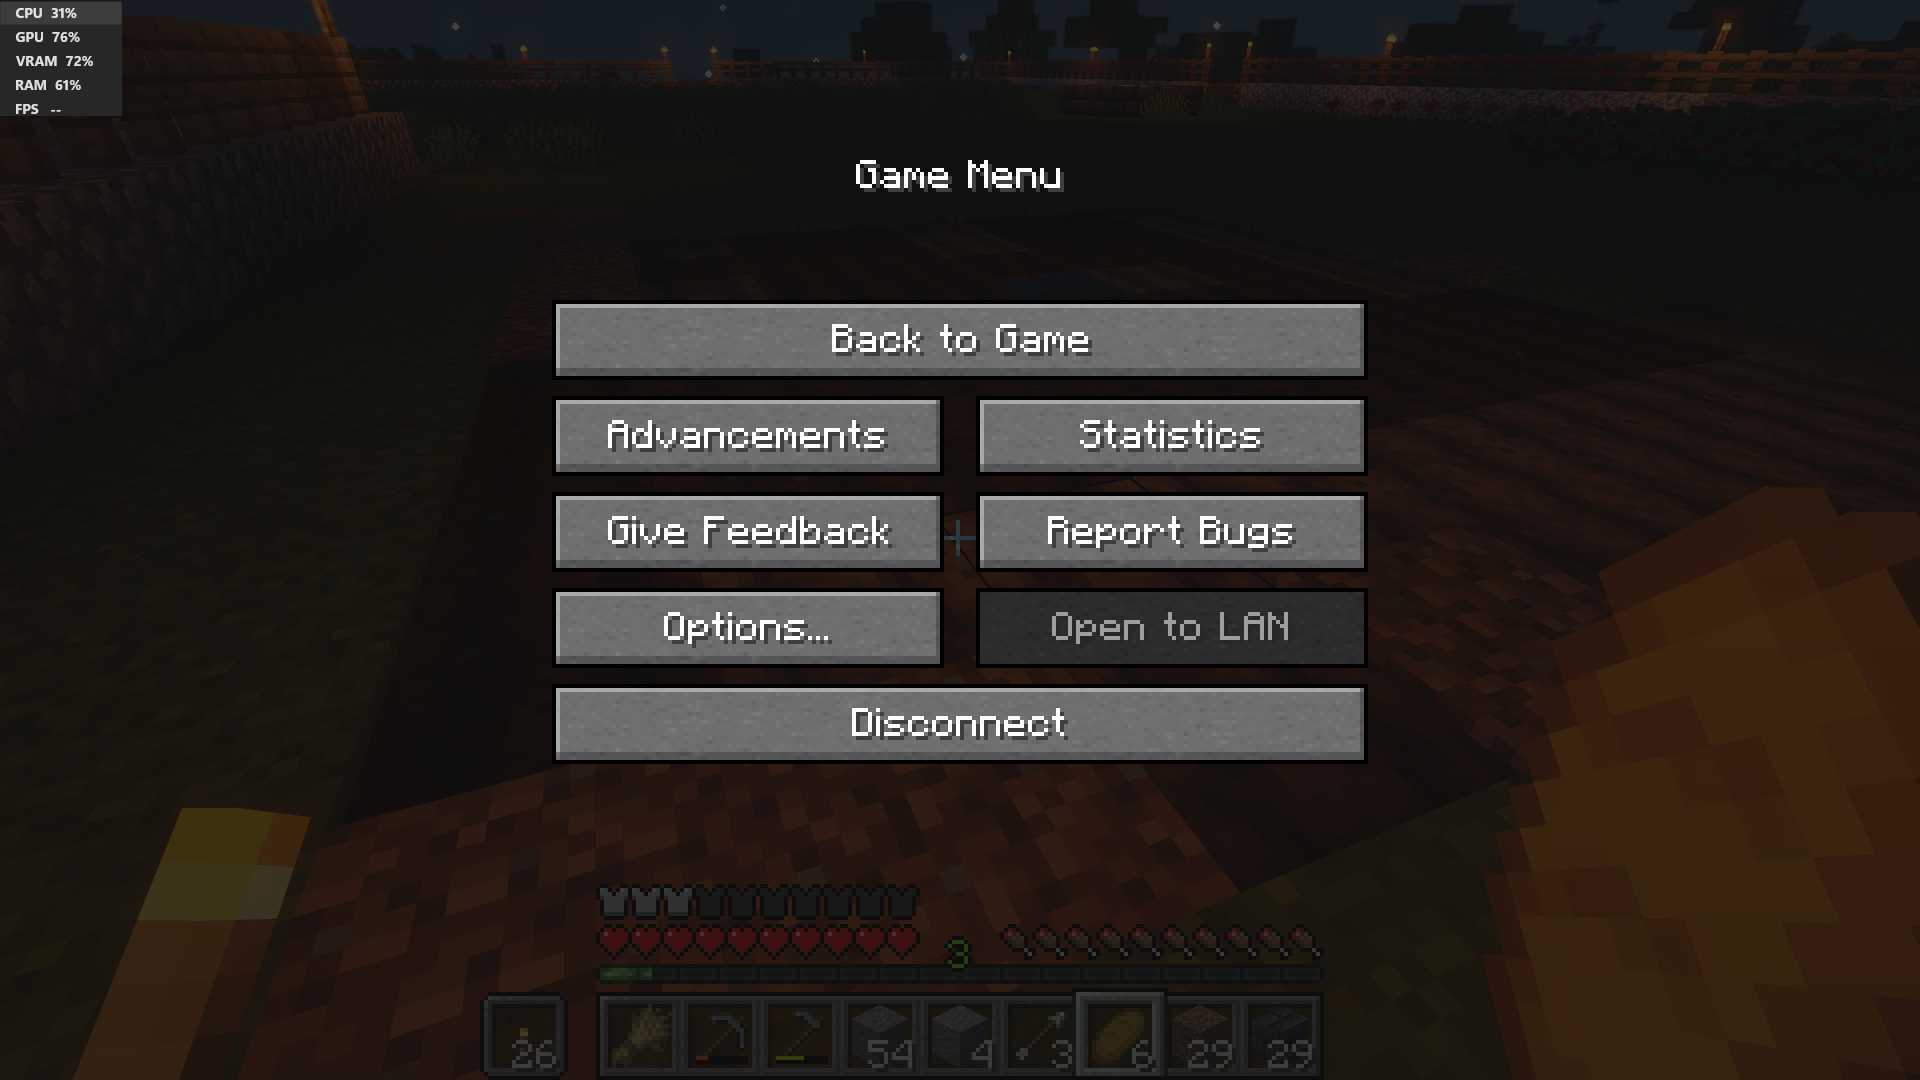 CPU 31%
GPU 76%
VRAM 72%
RAM 61%
FPS --
Game Menu
Back to Game
Advancements
Statistics
Give Feedback
Report Bugs
Options...
Open to LAN
Disconnect
3
26
54
4
3
6
29
29